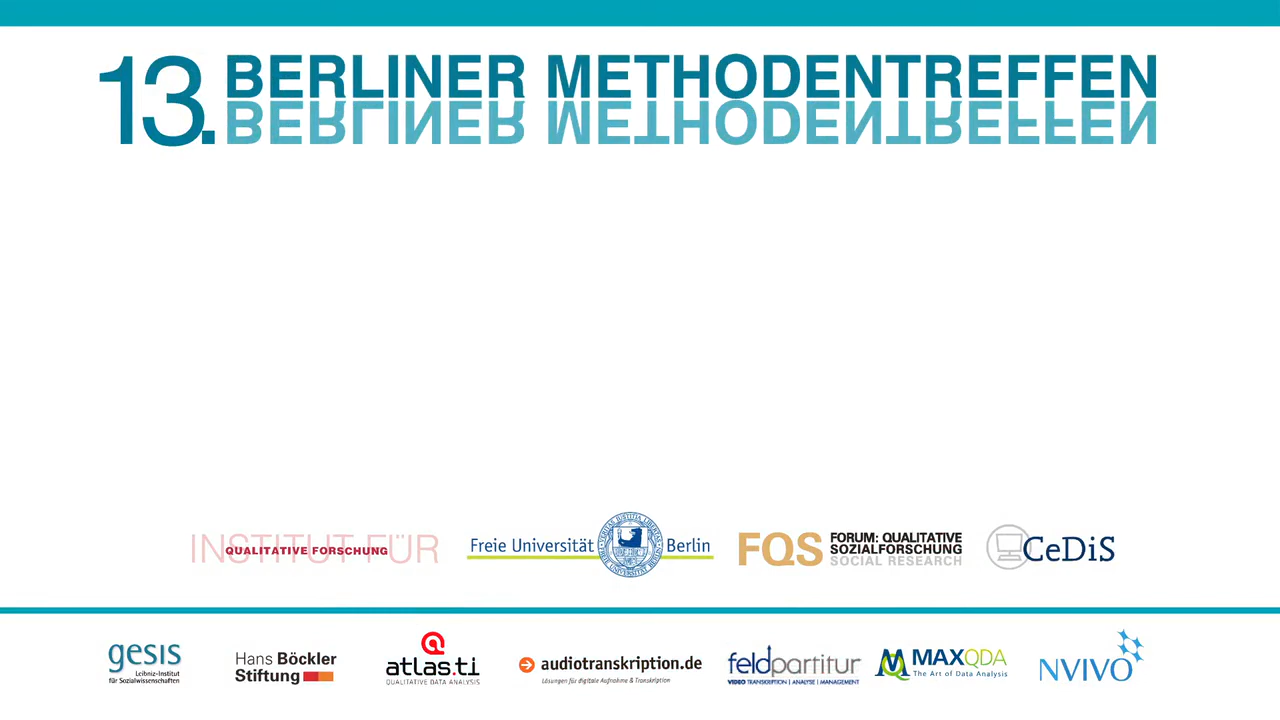 13. BERLINER METHODENTREFFEN
BERLINER METHODENTREFFEN
INSTITUT FÜR
QUALITATIVE FORSCHUNG
Freie Universität Berlin
FQS FORUM: QUALITATIVE
SOZIALFORSCHUNG
SOCIAL RESEARCH
CeDiS
gesis
Leibniz-Institut
für Sozialwissenschaften
Hans Böckler
Stiftung
atlas.ti
QUALITATIVE DATA ANALYSIS
audiotranskription.de
Lösungen für digitale Aufnahme & Transkription
feldpartitur
VIDEO TRANSKRIPTION | ANALYSE | MANAGEMENT
MAXQDA
The Art of Data Analysis
NVIVO